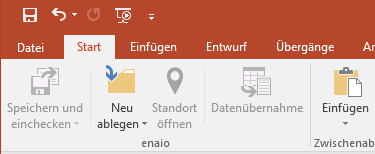 Datei Start Einfügen Entwurf Übergänge
Speichern und einchecken
Neu ablegen
Standort öffnen
Datenübernahme
Einfügen
enaio
Zwischenab